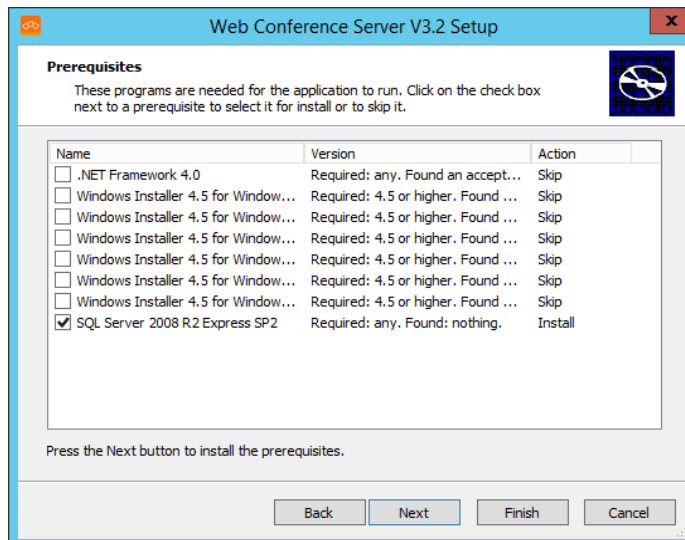 Web Conference Server V3.2 Setup
x
Prerequisites
These programs are needed for the application to run. Click on the check box
next to a prerequisite to select it for install or to skip it.
Name Version Action
.NET Framework 4.0 Required: any. Found an accept... Skip
Windows Installer 4.5 for Window... Required: 4.5 or higher. Found ... Skip
Windows Installer 4.5 for Window... Required: 4.5 or higher. Found ... Skip
Windows Installer 4.5 for Window... Required: 4.5 or higher. Found ... Skip
Windows Installer 4.5 for Window... Required: 4.5 or higher. Found ... Skip
Windows Installer 4.5 for Window... Required: 4.5 or higher. Found ... Skip
Windows Installer 4.5 for Window... Required: 4.5 or higher. Found ... Skip
SQL Server 2008 R2 Express SP2 Required: any. Found: nothing. Install
Press the Next button to install the prerequisites.
Back Next Finish Cancel